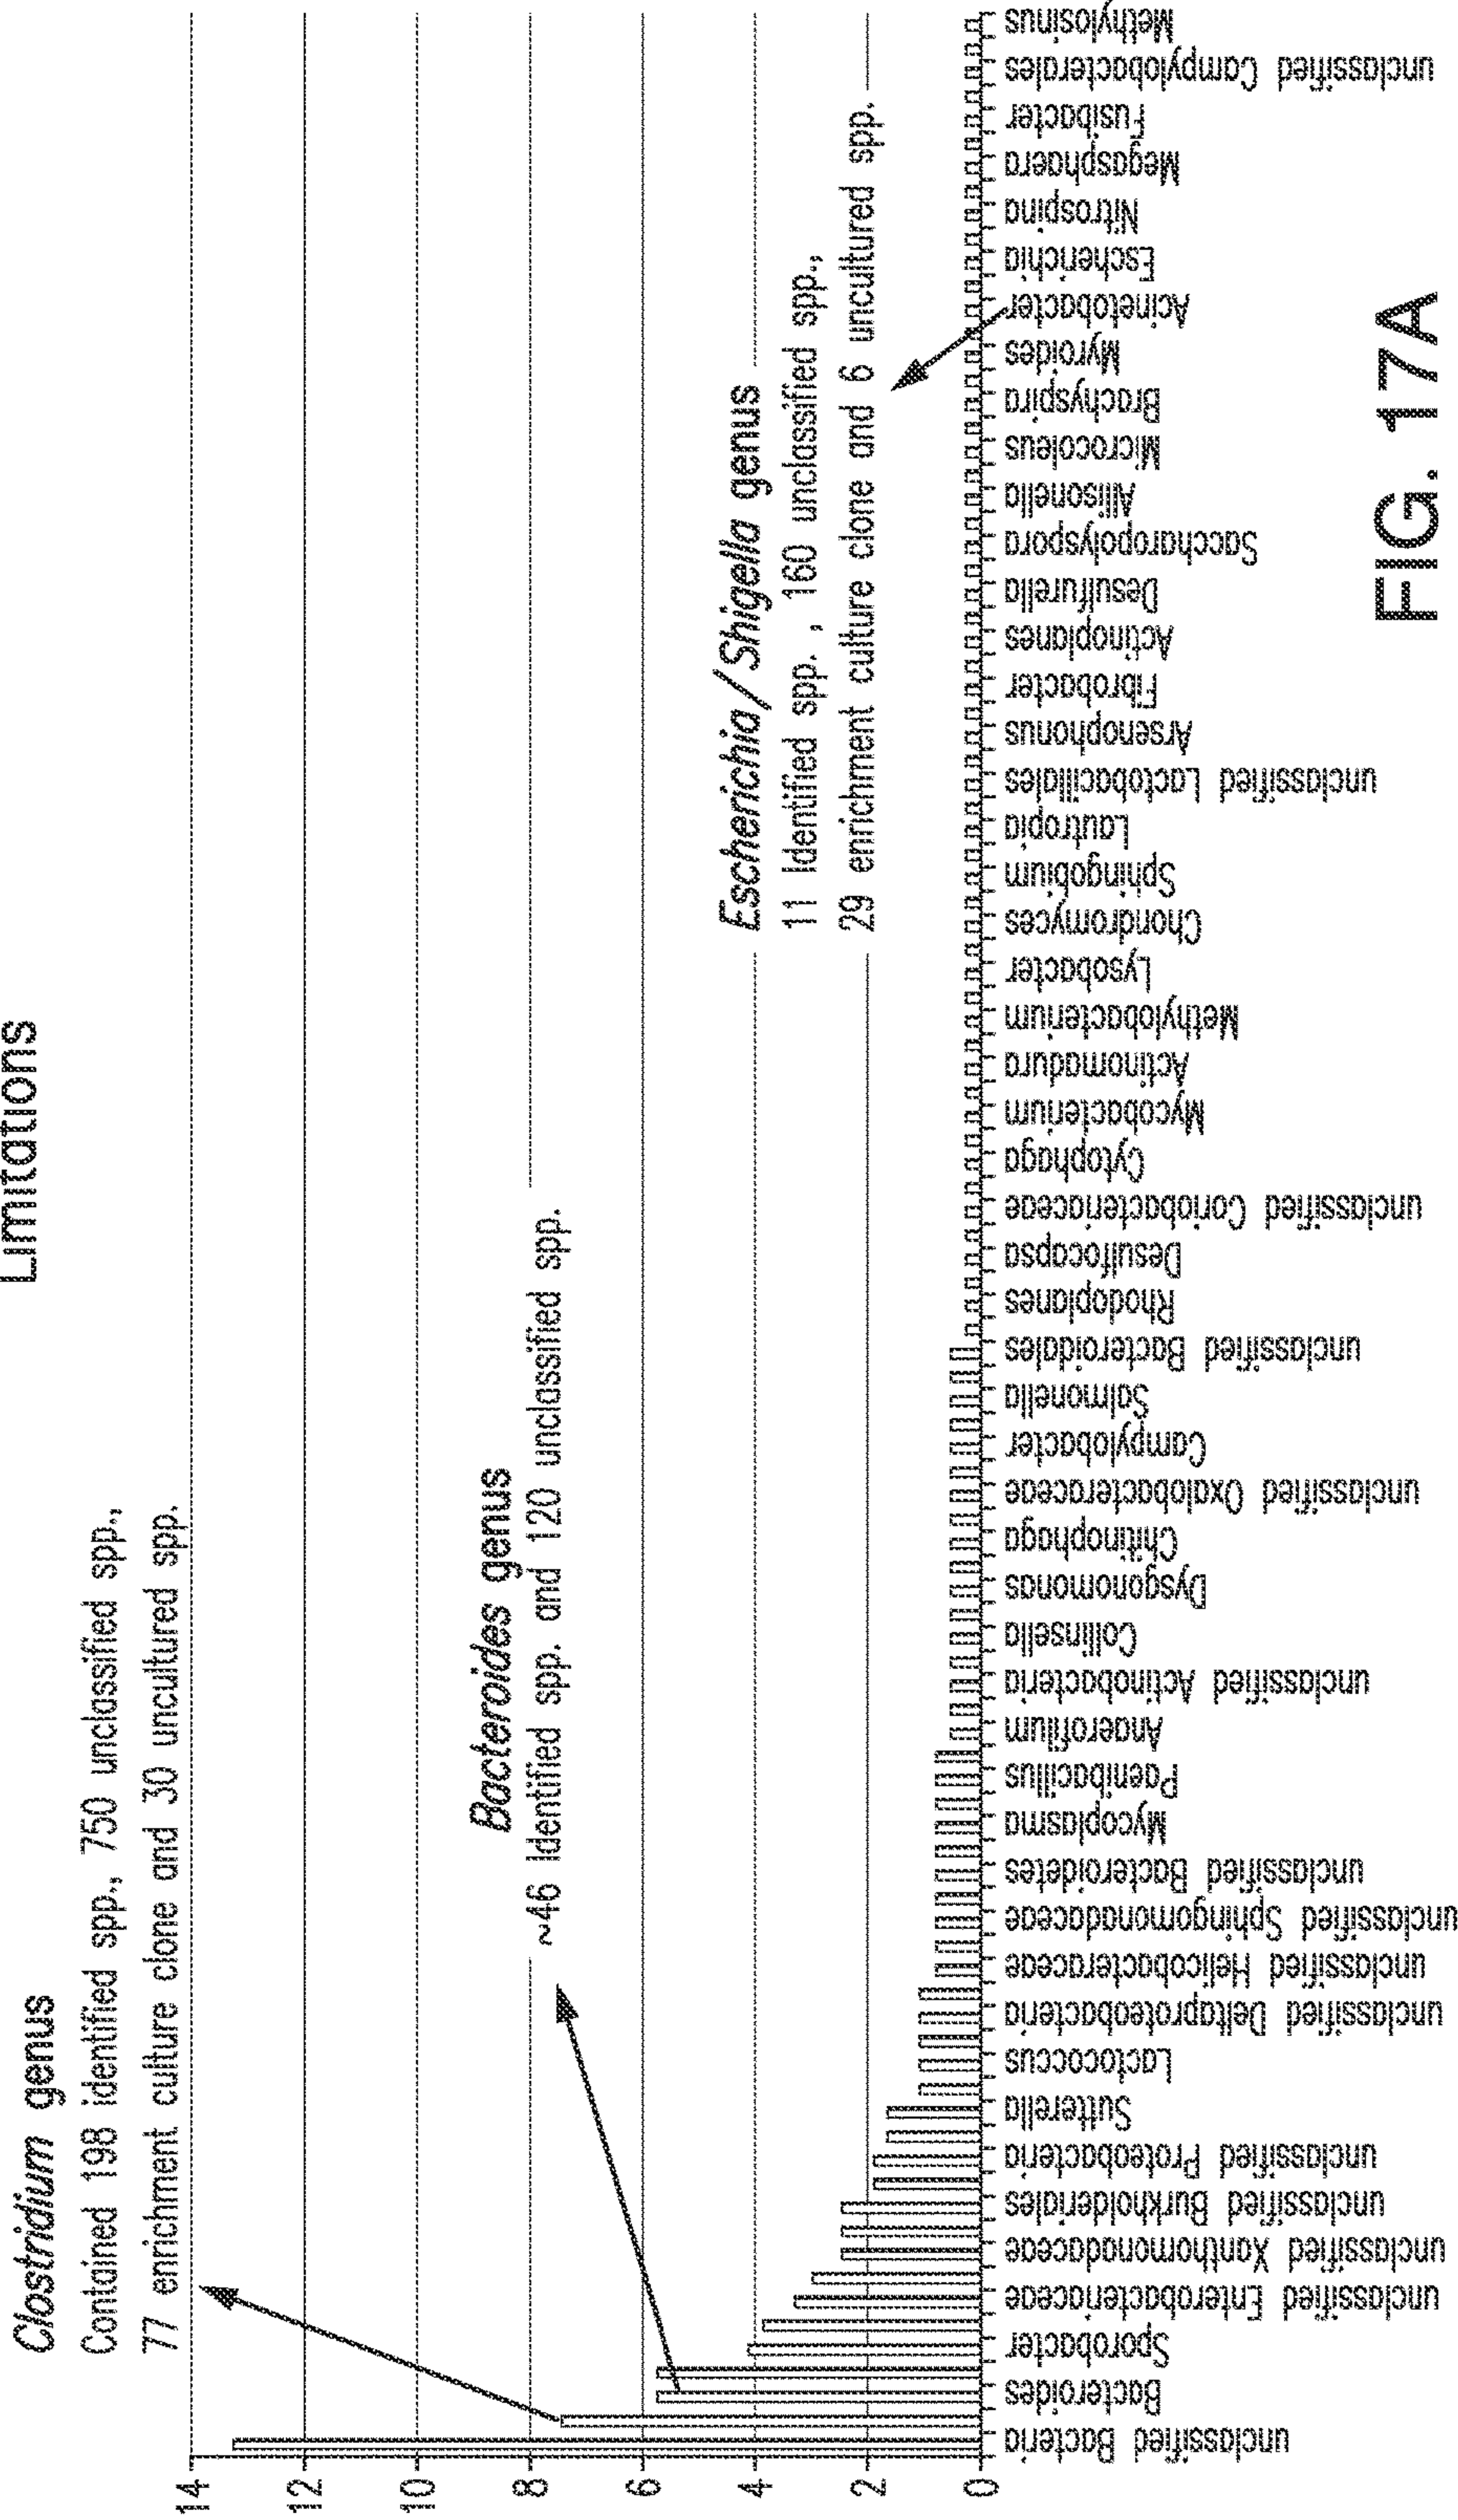 Limitations
Clostridium genus
Contained 198 identified spp., 750 unclassified spp.,
77 enrichment culture clone and 30 uncultured spp.
Bacteroides genus
~46 Identified spp. and 120 unclassified spp.
Escherichia/Shigella genus
11 Identified spp. , 160 unclassified spp.,
29 enrichment culture clone and 6 uncultured spp.
14
12
10
8
6
4
2
0
unclassified Bacteria
Bacteroides
Sporobacter
unclassified Enterobacteriaceae
unclassified Xanthomonadaceae
unclassified Burkholderiales
unclassified Proteobacteria
Sutterella
Lactococcus
unclassified Deltaproteobacteria
unclassified Helicobacteraceae
unclassified Sphingomonadaceae
unclassified Bacteroidetes
Mycoplasma
Paenibacillus
Anaerofilum
unclassified Actinobacteria
Collinsella
Dysgonomonas
Chitinophaga
unclassified Oxalobacteraceae
Campylobacter
Salmonella
unclassified Bacteroidales
Rhodoplanes
Desulfocapsa
unclassified Coriobacteriaceae
Cytophaga
Mycobacterium
Actinomadura
Methylobacterium
Lysobacter
Chondromyces
Sphingobium
Lautropia
unclassified Lactobacillales
Arsenophonus
Fibrobacter
Actinoplanes
Desulfurella
Saccharopolyspora
Allisonella
Microcoleus
Brachyspira
Myroides
Acinetobacter
Escherichia
Nitrospina
Megasphaera
Fusibacter
unclassified Campylobacterales
Methylosinus
FIG. 17A